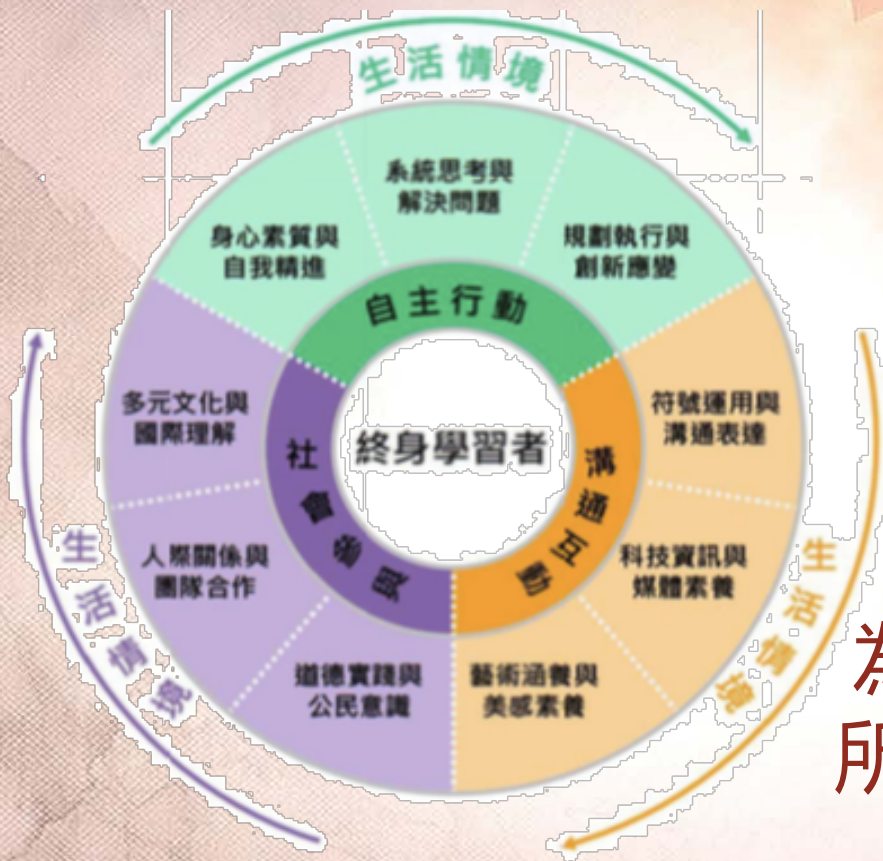 生活情境
系統思考與
解決問題
身心素質與
自我精進
規劃執行與
創新應變
自主行動
多元文化與
國際理解
符號運用與
溝通表達
終身學習者
社會參與
溝通互動
人際關係與
團隊合作
科技資訊與
媒體素養
生活情境
生活情境
道德實踐與
公民意識
藝術涵養與
美感素養
為
所